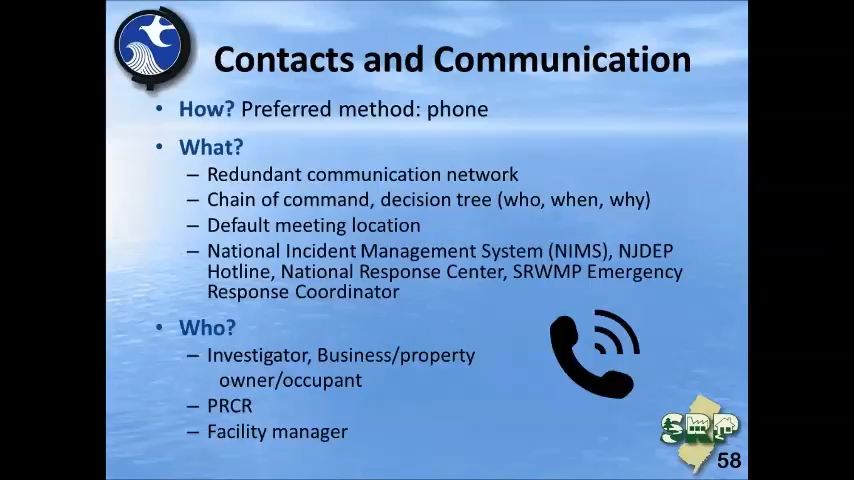 Contacts and Communication
• How? Preferred method: phone
• What?
– Redundant communication network
– Chain of command, decision tree (who, when, why)
– Default meeting location
– National Incident Management System (NIMS), NJDEP
Hotline, National Response Center, SRWMP Emergency
Response Coordinator
• Who?
– Investigator, Business/property
owner/occupant
– PRCR
– Facility manager
SRP
58